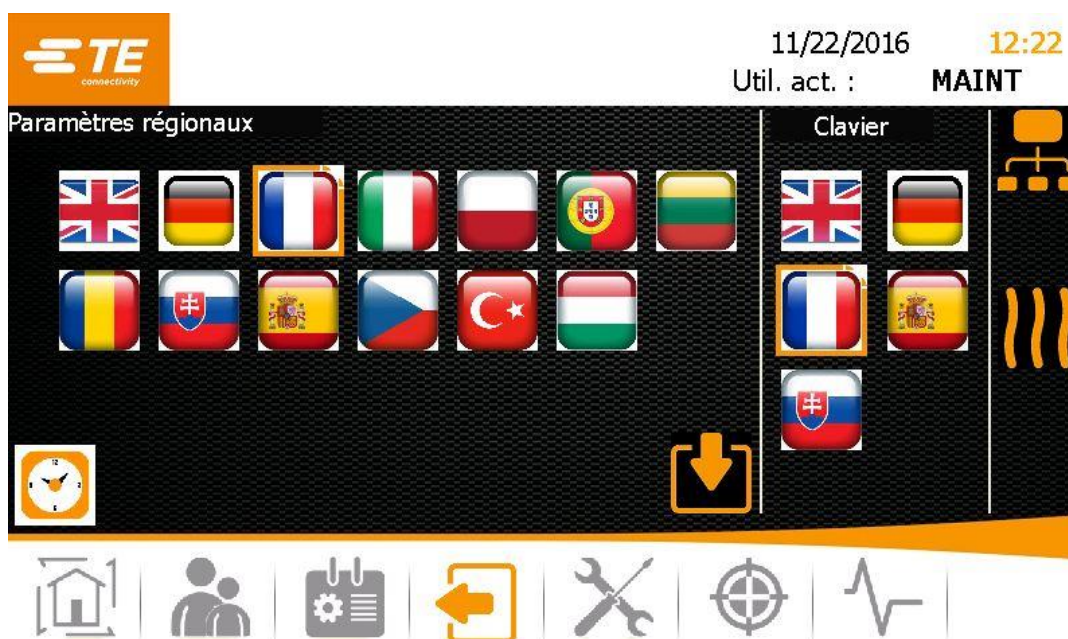 TE
connectivity
11/22/2016 12:22
Util. act. : MAINT
Paramètres régionaux
Clavier